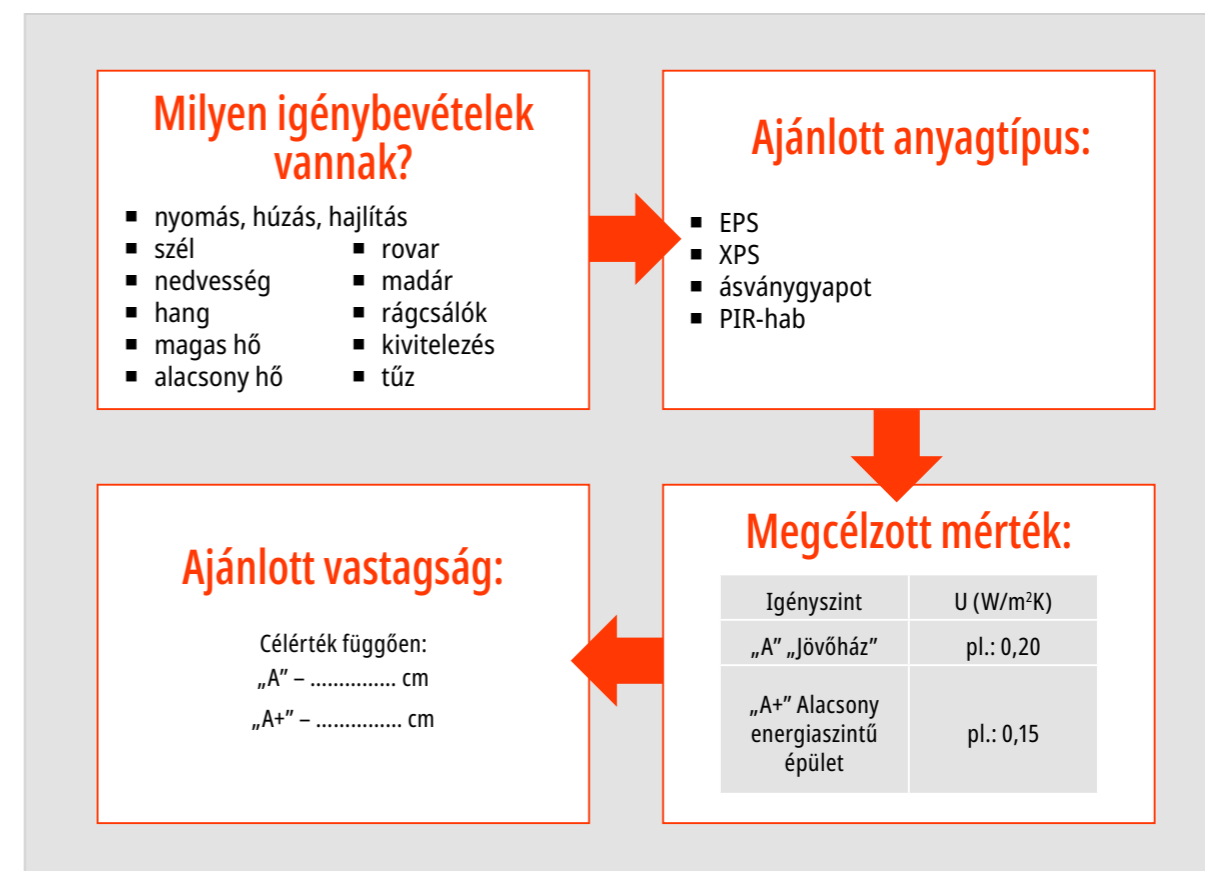 Milyen igénybevételek
vannak?
▪ nyomás, húzás, hajlítás
▪ szél
▪ nedvesség
▪ hang
▪ magas hő
▪ alacsony hő
▪ rovar
▪ madár
▪ rágcsálók
▪ kivitelezés
▪ tűz
Ajánlott anyagtípus:
▪ EPS
▪ XPS
▪ ásványgyapot
▪ PIR-hab
Megcélzott mérték:
Igényszint U (W/m²K)
„A” „Jövőház” pl.: 0,20
„A+” Alacsony
energiaszintű
épület
pl.: 0,15
Ajánlott vastagság:
Célérték függően:
„A” – ............... cm
„A+” – ............... cm